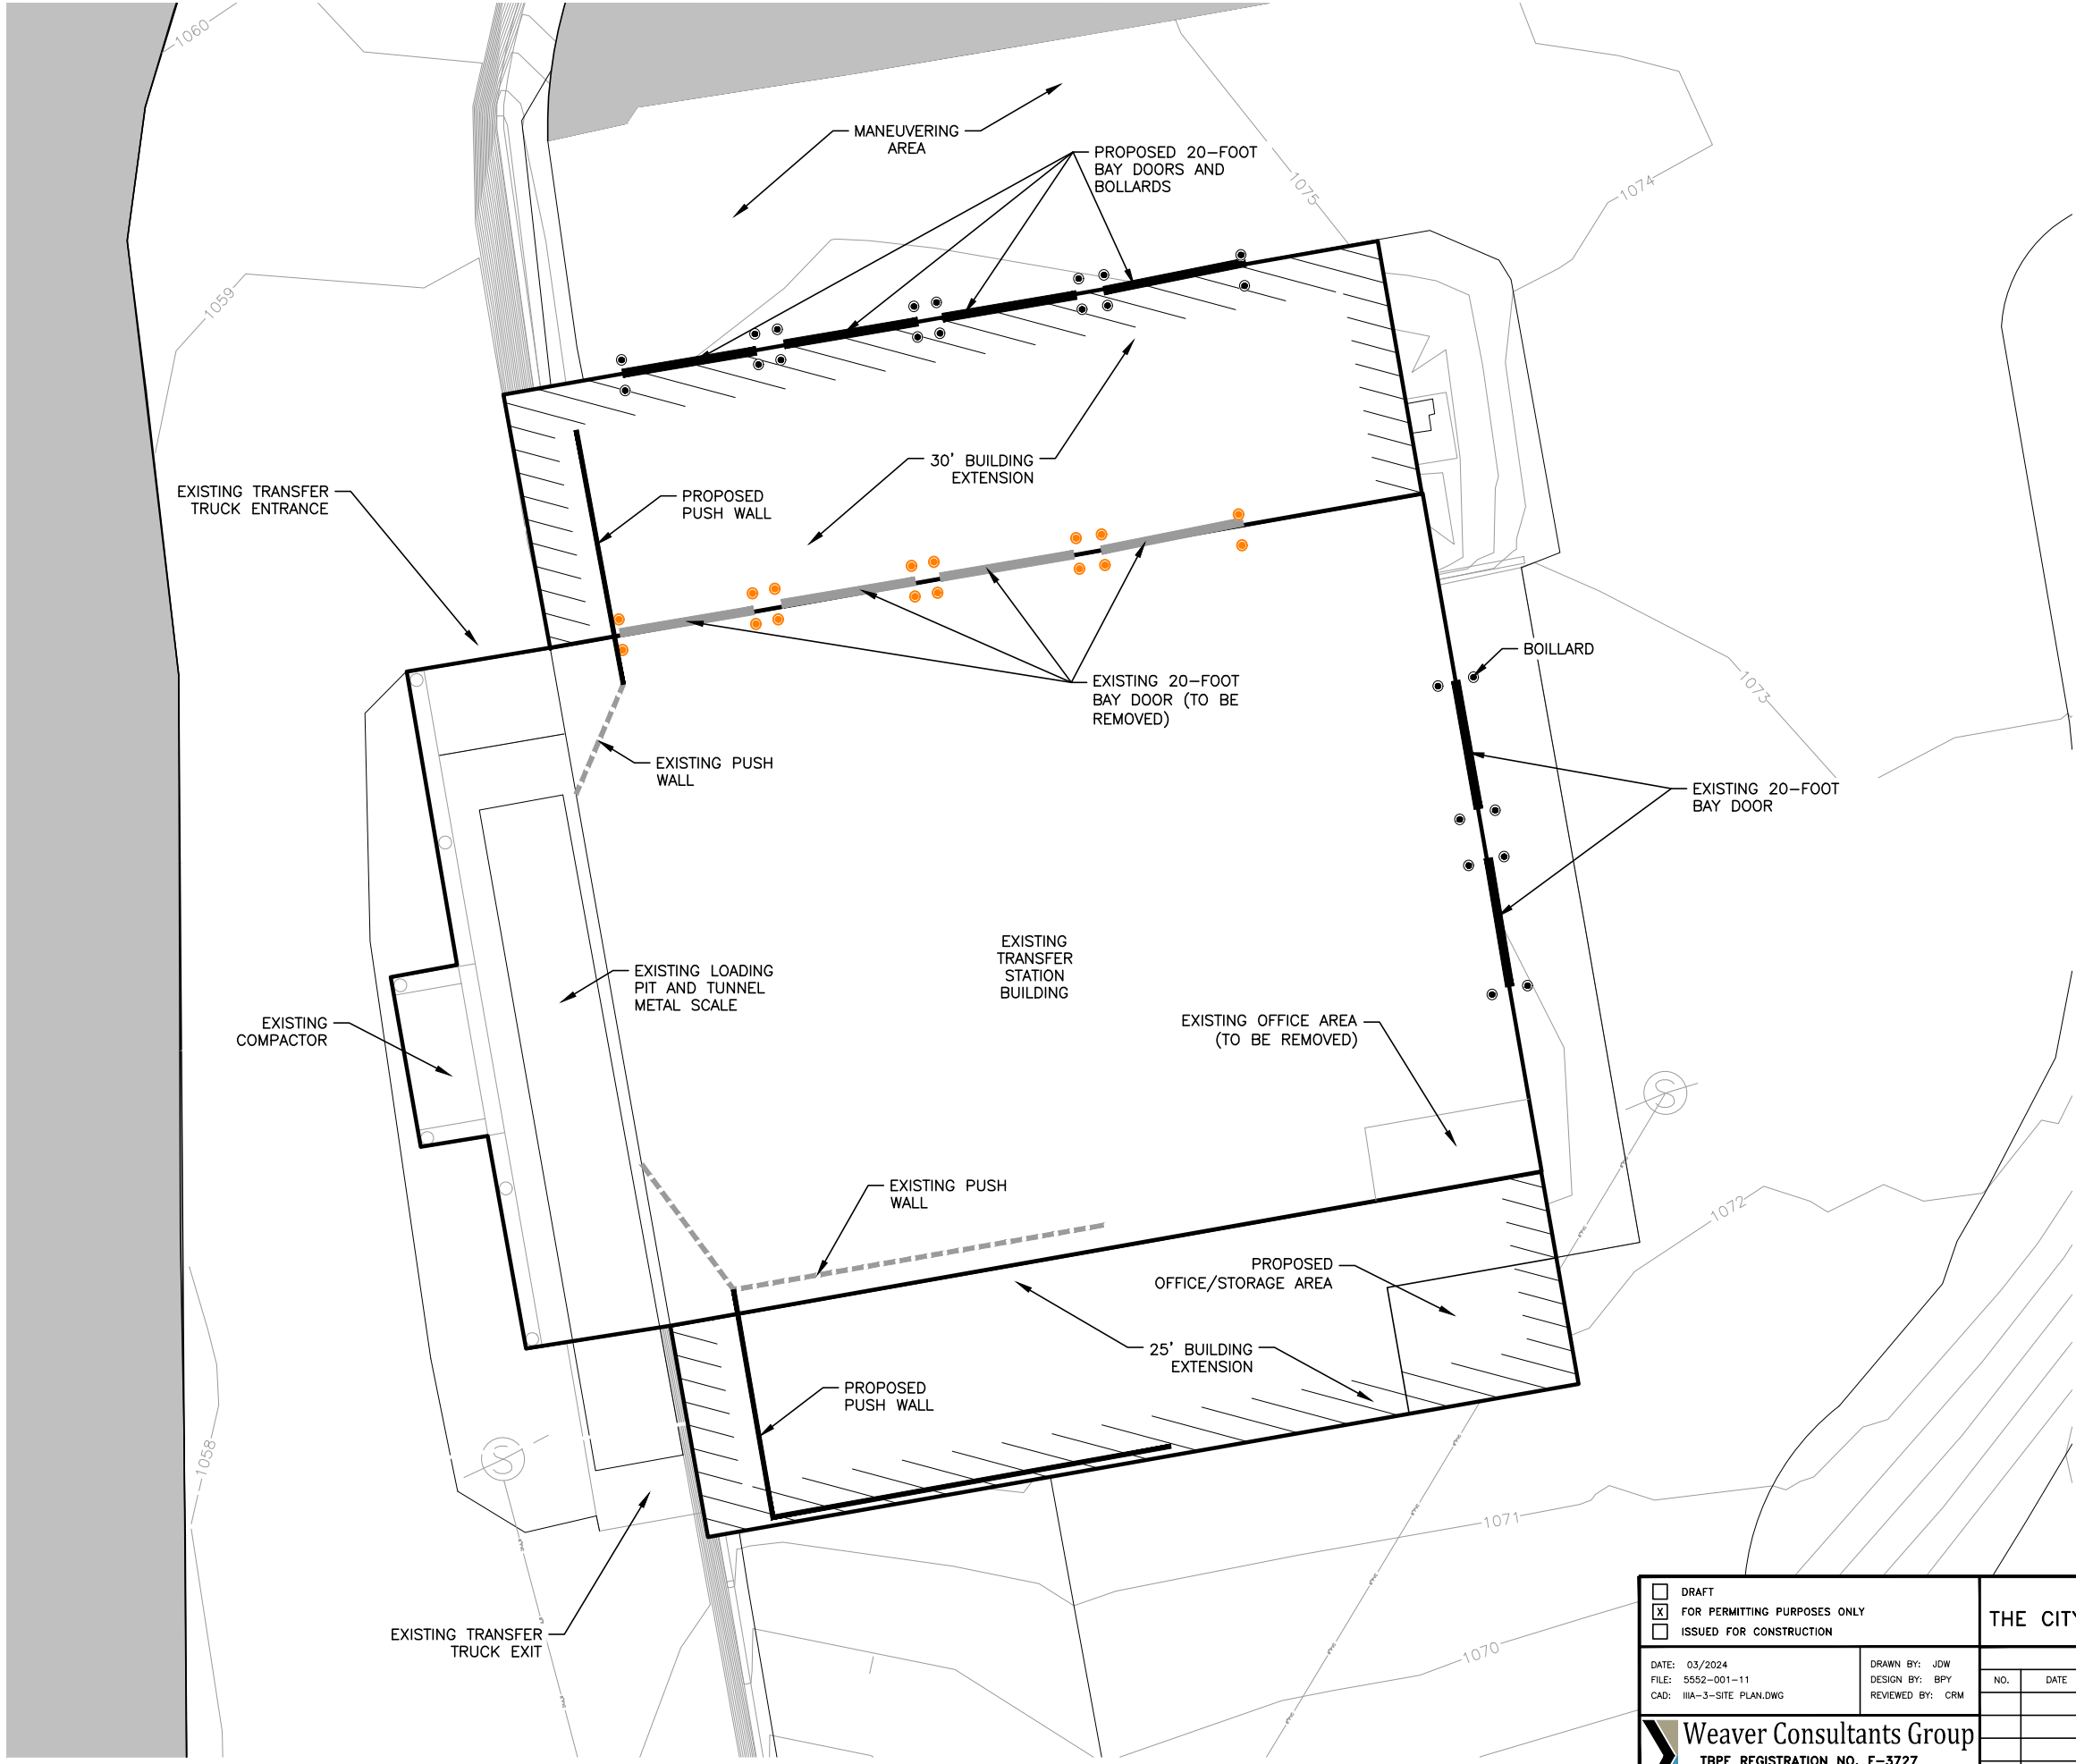 1060
MANEUVERING
AREA
PROPOSED 20-FOOT
BAY DOORS AND
BOLLARDS
1075
1074
1059
30' BUILDING
EXTENSION
EXISTING TRANSFER
TRUCK ENTRANCE
PROPOSED
PUSH WALL
BOILLARD
EXISTING 20-FOOT
BAY DOOR (TO BE
REMOVED)
1073
EXISTING PUSH
WALL
EXISTING 20-FOOT
BAY DOOR
EXISTING
TRANSFER
STATION
BUILDING
EXISTING LOADING
PIT AND TUNNEL
METAL SCALE
EXISTING
COMPACTOR
EXISTING OFFICE AREA
(TO BE REMOVED)
S
EXISTING PUSH
WALL
1072
PROPOSED
OFFICE/STORAGE AREA
25' BUILDING
EXTENSION
PROPOSED
PUSH WALL
1058
S
1071
EXISTING TRANSFER
TRUCK EXIT
1070
DRAFT
X FOR PERMITTING PURPOSES ONLY
ISSUED FOR CONSTRUCTION
THE CITY
DATE: 03/2024
FILE: 5552-001-11
CAD: IIIA-3-SITE PLAN.DWG
DRAWN BY: JDW
DESIGN BY: BPY
REVIEWED BY: CRM
NO. DATE
Weaver Consultants Group
TBPE REGISTRATION NO. F-3727